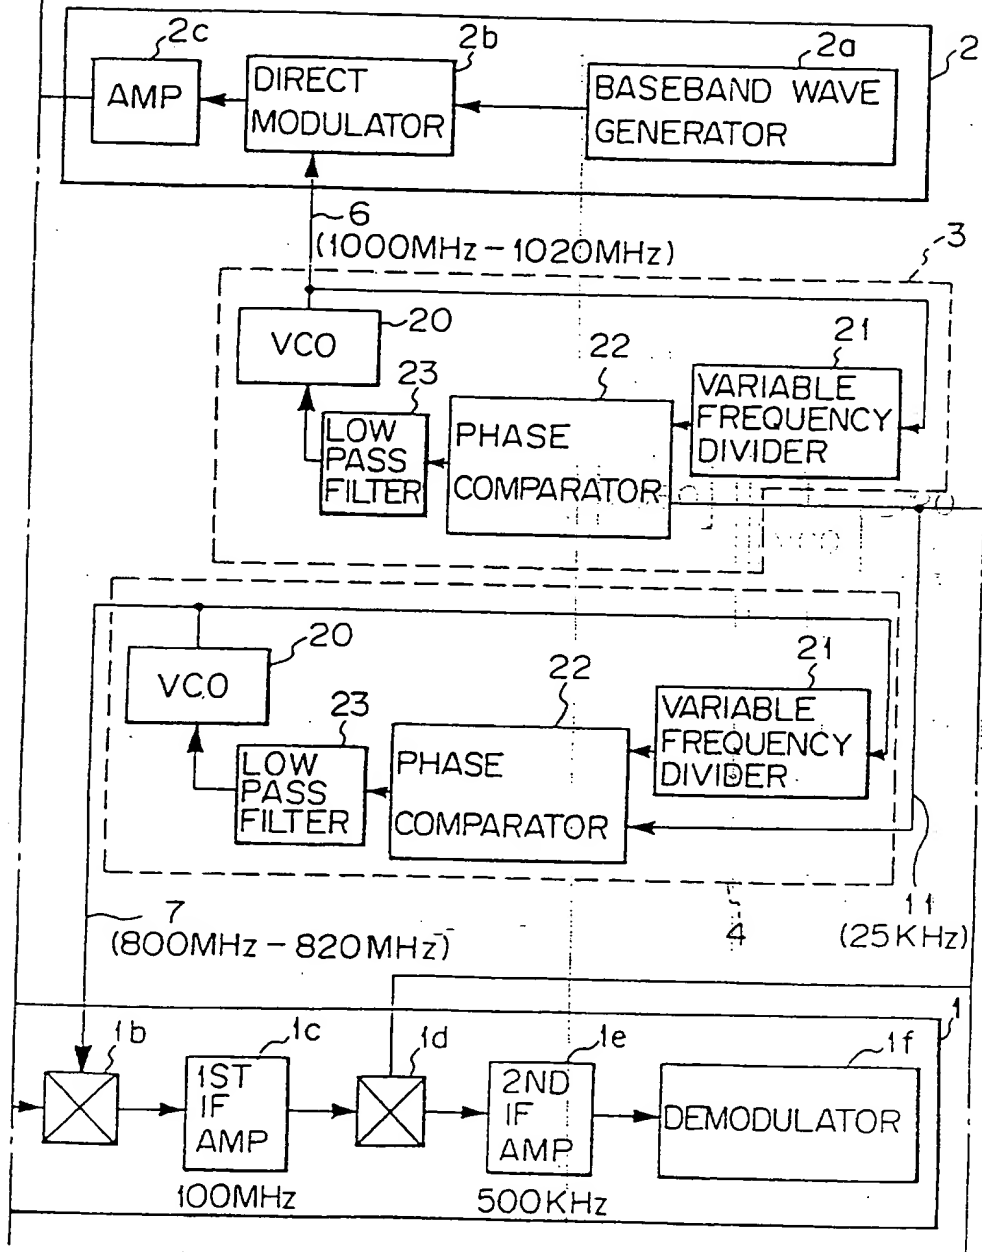 2c
2b
2a
2
AMP
DIRECT
MODULATOR
BASEBAND WAVE
GENERATOR
6
(1000MHz-1020MHz)
3
20
VCO
22
21
23
VARIABLE
FREQUENCY
DIVIDER
LOW
PASS
FILTER
PHASE
COMPARATOR
20
VCO
22
21
23
VARIABLE
FREQUENCY
DIVIDER
LOW
PASS
FILTER
PHASE
COMPARATOR
7
(800MHz-820MHz)
4
11
(25KHz)
1
1b
1c
1d
1e
1f
1ST
IF
AMP
2ND
IF
AMP
DEMODULATOR
100MHz
500KHz